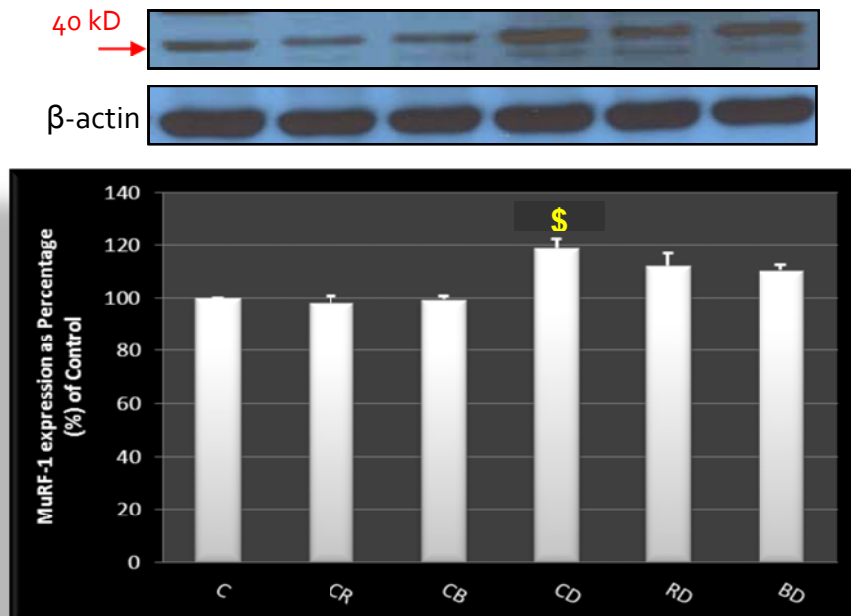 40 kD
β-actin
MuRF-1 expression as Percentage
(%) of Control
140
120
100
80
60
40
20
0
$
C
CR
CB
CD
RD
BD